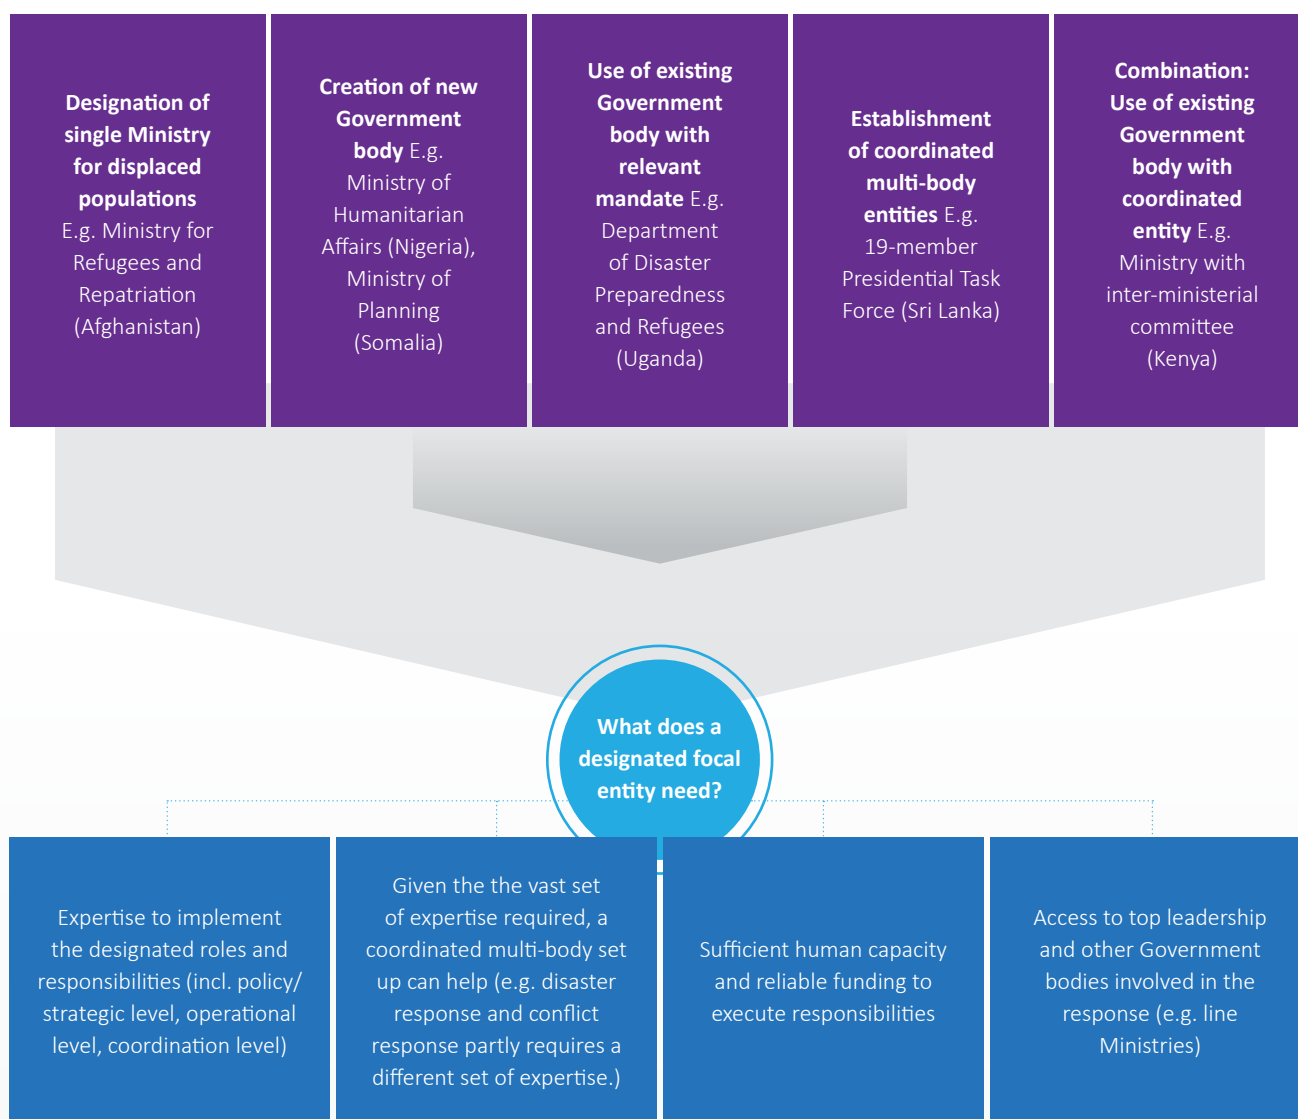 Designation of
single Ministry
for displaced
populations
E.g. Ministry for
Refugees and
Repatriation
(Afghanistan)
Creation of new
Government
body E.g.
Ministry of
Humanitarian
Affairs (Nigeria),
Ministry of
Planning
(Somalia)
Use of existing
Government
body with
relevant
mandate E.g.
Department
of Disaster
Preparedness
and Refugees
(Uganda)
Establishment
of coordinated
multi-body
entities E.g.
19-member
Presidential Task
Force (Sri Lanka)
Combination:
Use of existing
Government
body with
coordinated
entity E.g.
Ministry with
inter-ministerial
committee
(Kenya)
What does a
designated focal
entity need?
Expertise to implement
the designated roles and
responsibilities (incl. policy/
strategic level, operational
level, coordination level)
Given the the vast set
of expertise required, a
coordinated multi-body set
up can help (e.g. disaster
response and conflict
response partly requires a
different set of expertise.)
Sufficient human capacity
and reliable funding to
execute responsibilities
Access to top leadership
and other Government
bodies involved in the
response (e.g. line
Ministries)